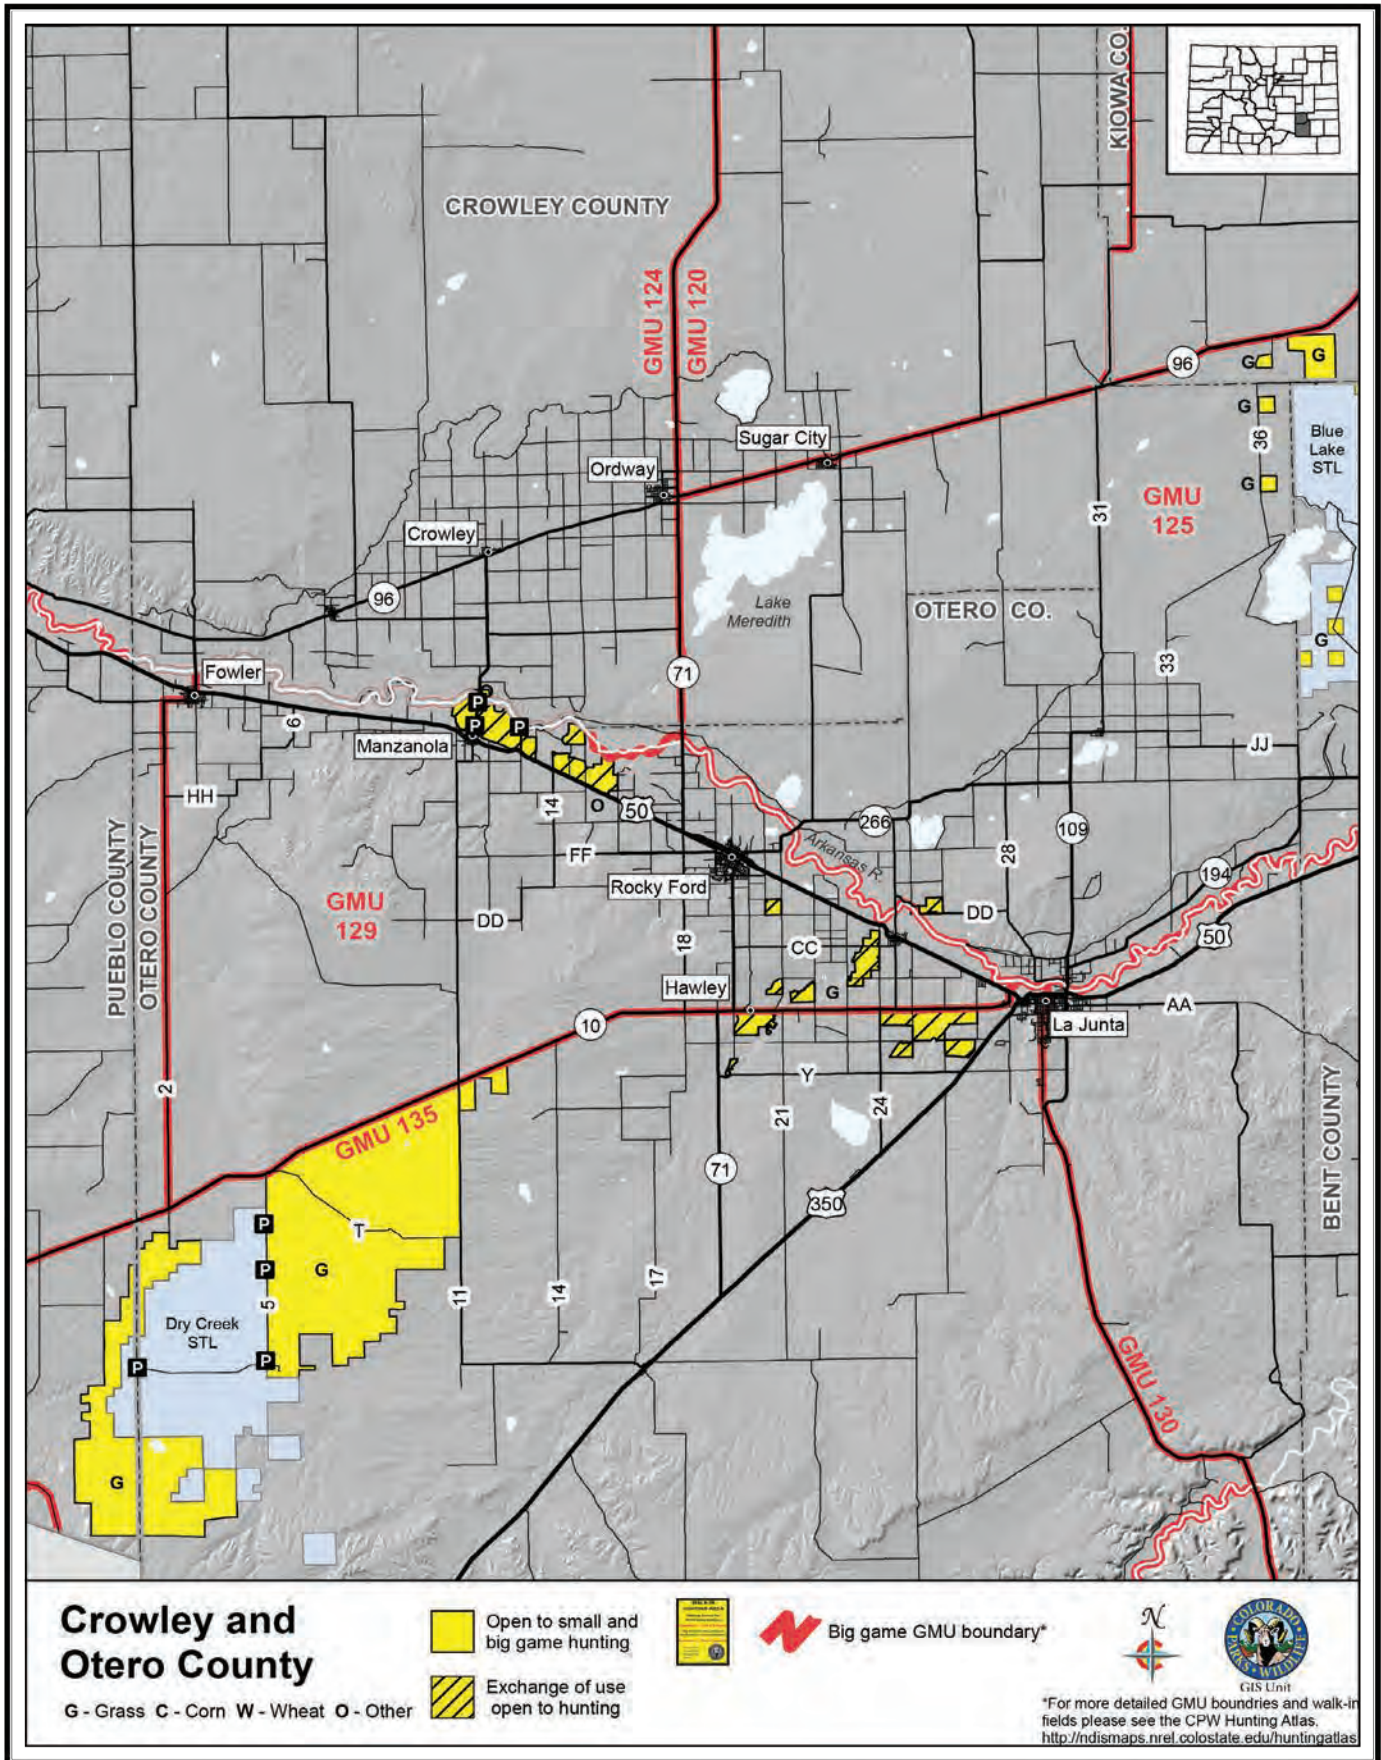 KIOWA CO.
CROWLEY COUNTY
GMU 124
GMU 120
96
G
G
Sugar City
G
36
Blue
Lake
STL
Ordway
G
GMU
125
31
Crowley
96
Lake
Meredith
OTERO CO.
G
33
Fowler
71
P
6
P
P
Manzanola
JJ
HH
14
O
50
266
109
PUEBLO COUNTY
OTERO COUNTY
FF
Arkansas R.
28
Rocky Ford
194
GMU
129
DD
DD
18
CC
50
Hawley
G
10
AA
La Junta
2
Y
GMU 135
21
24
BENT COUNTY
71
350
P
T
P
G
5
11
14
17
Dry Creek
STL
P
P
GMU 130
G
Crowley and
Otero County
G - Grass C - Corn W - Wheat O - Other
Open to small and
big game hunting
Exchange of use
open to hunting
Big game GMU boundary*
N
COLORADO
PARKS & WILDLIFE
GIS Unit
*For more detailed GMU boundries and walk-in
fields please see the CPW Hunting Atlas,
http://ndismaps.nrel.colostate.edu/huntingatlas